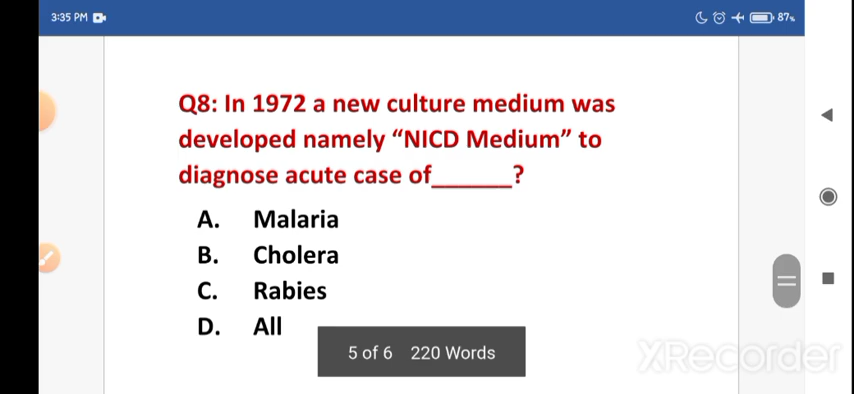 3:35 PM 87%
Q8: In 1972 a new culture medium was
developed namely “NICD Medium” to
diagnose acute case of______?
A. Malaria
B. Cholera
C. Rabies
D. All
5 of 6 220 Words
XRecorder